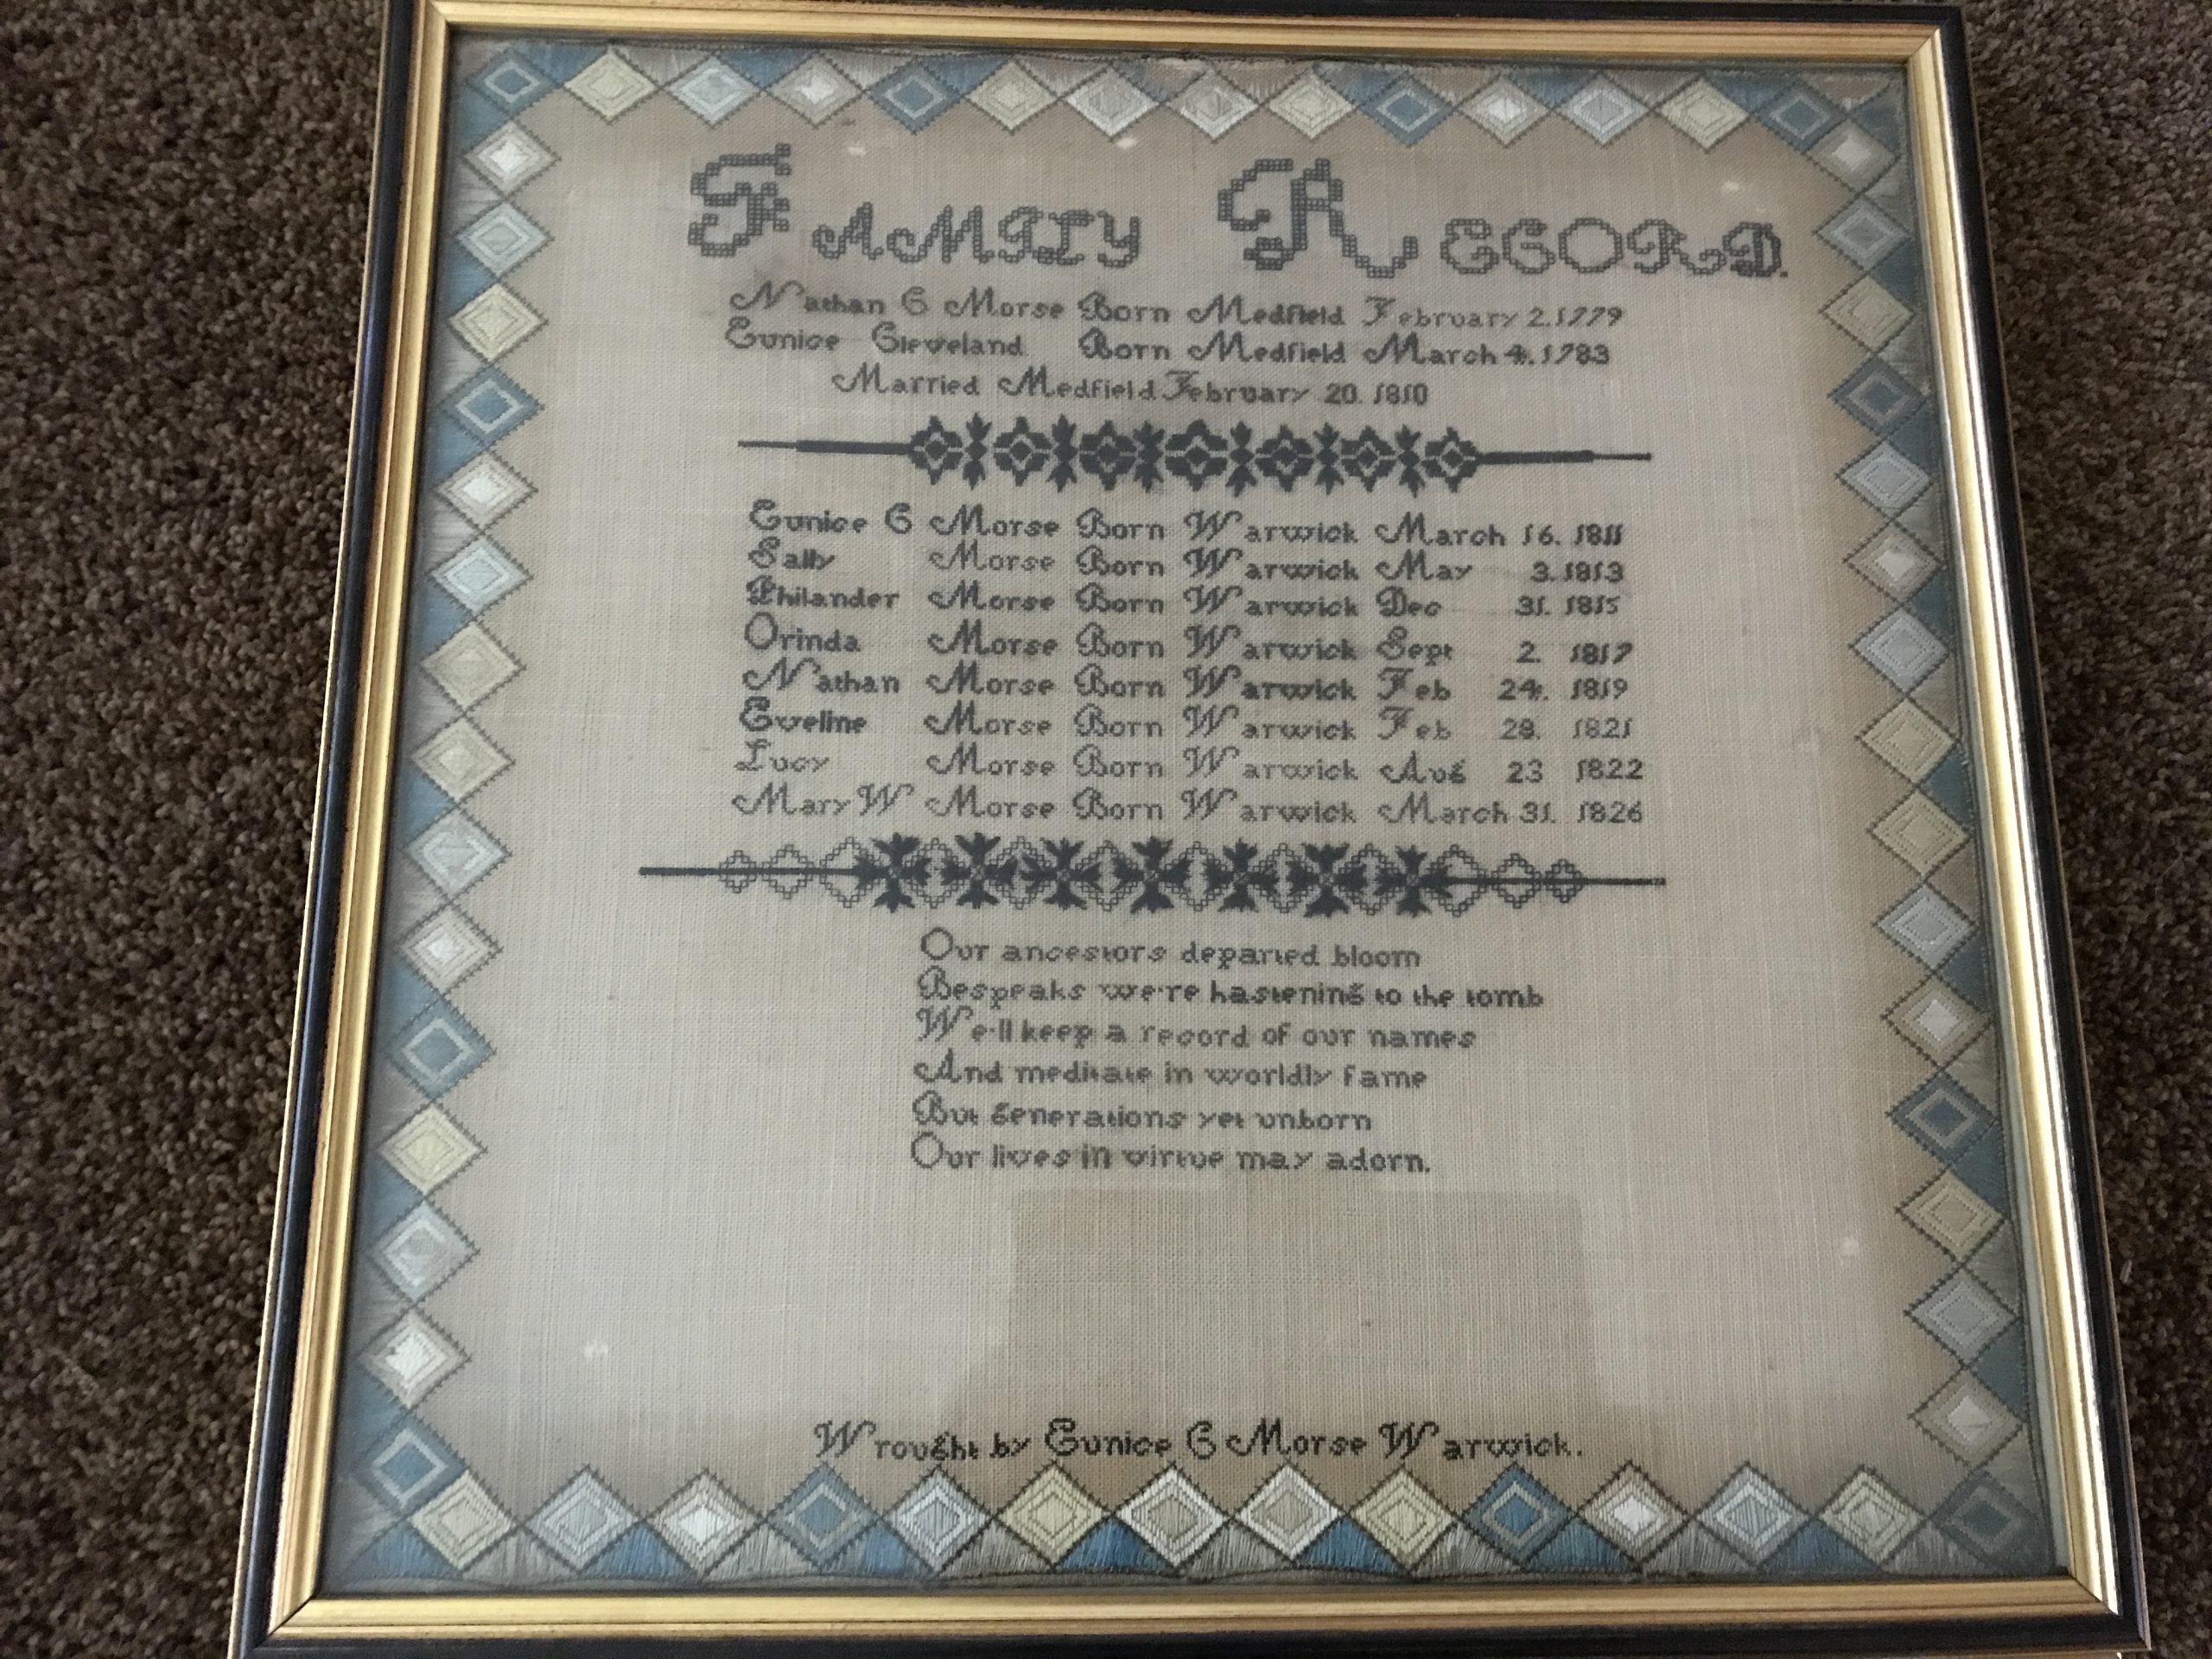 FAMILY RECORD.
Nathan C Morse Born Medfield February 2.1779
Eunice Cleveland Born Medfield March 4.1783
Married Medfield February 20. 1810
Eunice C Morse Born Warwick March 16. 1811
Sally Morse Born Warwick May 3.1813
Philander Morse Born Warwick Dec 31. 1815
Orinda Morse Born Warwick Sept 2. 1817
Nathan Morse Born Warwick Feb 24. 1819
Eveline Morse Born Warwick Feb 28. 1821
Lucy Morse Born Warwick Aug 23 1822
Mary W Morse Born Warwick March 31. 1826
Our ancestors departed bloom
Bespeaks we're hastening to the tomb
We'll keep a record of our names
And meditate in worldly fame
But generations yet unborn
Our lives in virtue may adorn.
Wrought by Eunice C Morse Warwick.